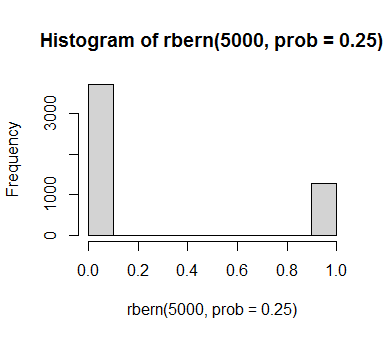 Histogram of rbern(5000, prob = 0.25)
Frequency
3000
1000
0
0.0 0.2 0.4 0.6 0.8 1.0
rbern(5000, prob = 0.25)